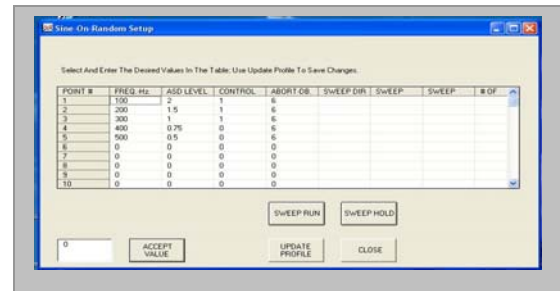 Sine On Random Setup
Select And Enter The Desired Values In The Table; Use Update Profile To Save Changes.
POINT # FREQ. Hz. ASD LEVEL CONTROL ABORT DB. SWEEP DIR SWEEP SWEEP # OF
1 100 2 1 6
2 200 1.5 1 6
3 300 1 1 6
4 400 0.75 0 6
5 500 0.5 0 6
6 0 0 0 0
7 0 0 0 0
8 0 0 0 0
9 0 0 0 0
10 0 0 0 0
SWEEP RUN SWEEP HOLD
0 ACCEPT VALUE UPDATE PROFILE CLOSE